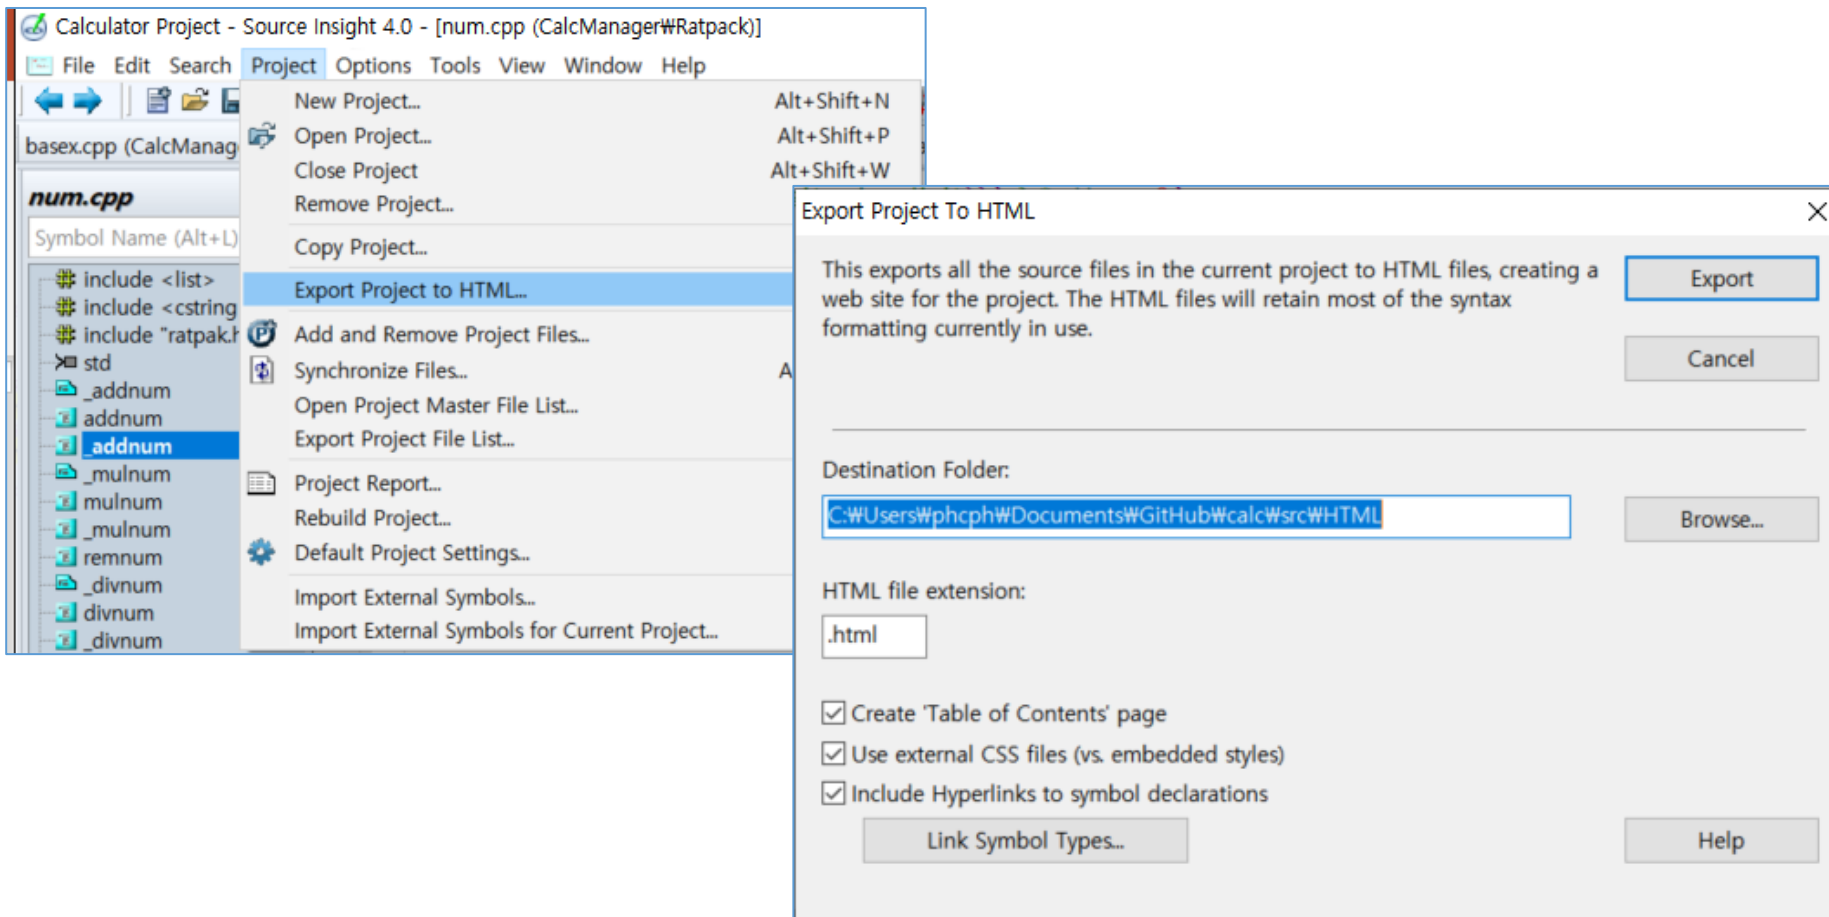 Calculator Project - Source Insight 4.0 - [num.cpp (CalcManager₩Ratpack)]
File Edit Search Project Options Tools View Window Help
basex.cpp (CalcManag
num.cpp
Symbol Name (Alt+L)
include <list>
include <cstring
include "ratpak.h
std
_addnum
addnum
_addnum
_mulnum
mulnum
_mulnum
remnum
_divnum
divnum
_divnum
New Project... Alt+Shift+N
Open Project... Alt+Shift+P
Close Project Alt+Shift+W
Remove Project...
Copy Project...
Export Project to HTML...
Add and Remove Project Files...
Synchronize Files... A
Open Project Master File List...
Export Project File List...
Project Report...
Rebuild Project...
Default Project Settings...
Import External Symbols...
Import External Symbols for Current Project...
Export Project To HTML
This exports all the source files in the current project to HTML files, creating a
web site for the project. The HTML files will retain most of the syntax
formatting currently in use.
Export
Cancel
Destination Folder:
C:₩Users₩phcph₩Documents₩GitHub₩calc₩src₩HTML
Browse...
HTML file extension:
.html
Create 'Table of Contents' page
Use external CSS files (vs. embedded styles)
Include Hyperlinks to symbol declarations
Link Symbol Types...
Help